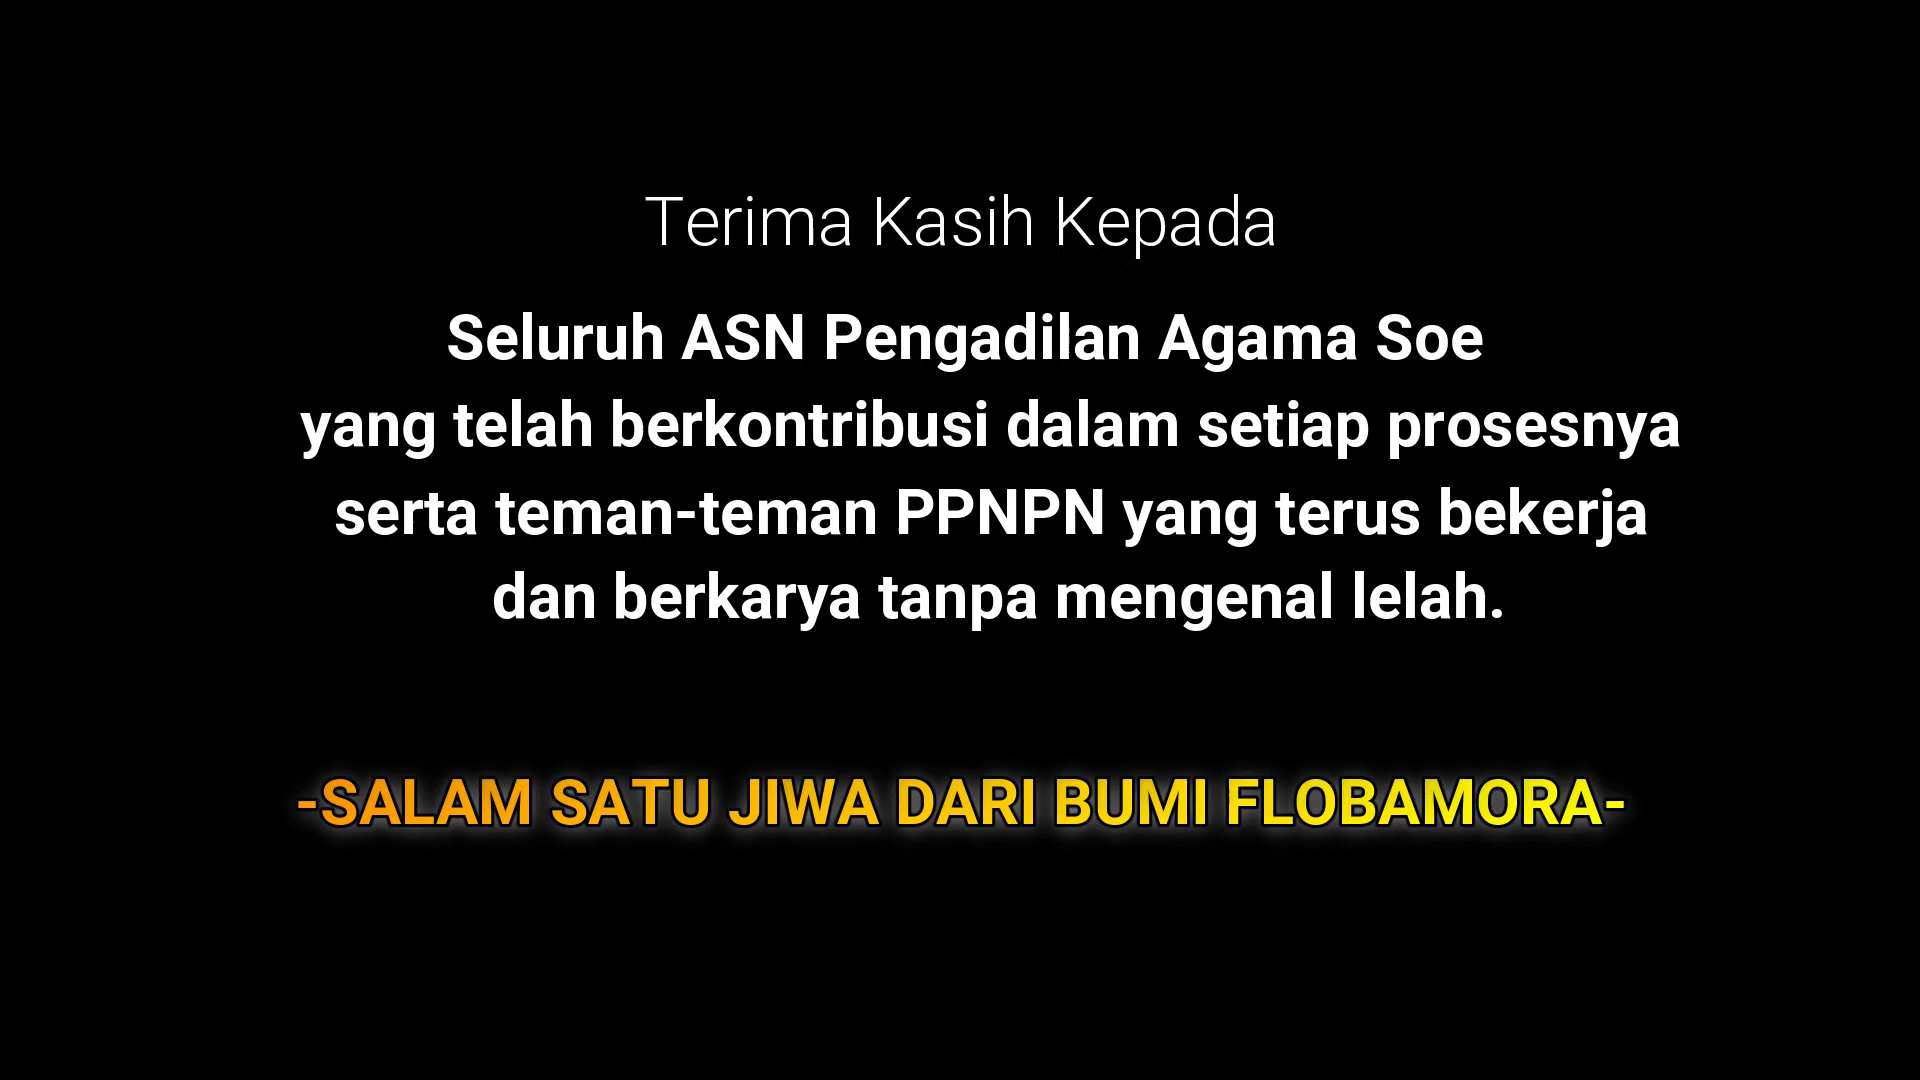 Terima Kasih Kepada
Seluruh ASN Pengadilan Agama Soe
yang telah berkontribusi dalam setiap prosesnya
serta teman-teman PPNPN yang terus bekerja
dan berkarya tanpa mengenal lelah.
-SALAM SATU JIWA DARI BUMI FLOBAMORA-